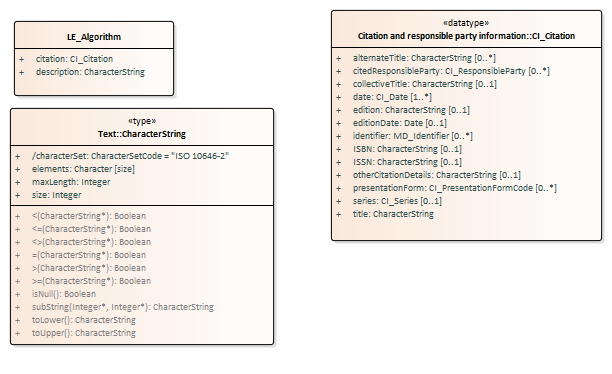 LE_Algorithm
+ citation: CI_Citation
+ description: CharacterString
«type»
Text::CharacterString
+ /characterSet: CharacterSetCode = "ISO 10646-2"
+ elements: Character [size]
+ maxLength: Integer
+ size: Integer
+ <(CharacterString*): Boolean
+ <=(CharacterString*): Boolean
+ <>(CharacterString*): Boolean
+ =(CharacterString*): Boolean
+ >(CharacterString*): Boolean
+ >=(CharacterString*): Boolean
+ isNull(): Boolean
+ subString(Integer*, Integer*): CharacterString
+ toLower(): CharacterString
+ toUpper(): CharacterString
«datatype»
Citation and responsible party information::CI_Citation
+ alternateTitle: CharacterString [0..*]
+ citedResponsibleParty: CI_ResponsibleParty [0..*]
+ collectiveTitle: CharacterString [0..1]
+ date: CI_Date [1..*]
+ edition: CharacterString [0..1]
+ editionDate: Date [0..1]
+ identifier: MD_Identifier [0..*]
+ ISBN: CharacterString [0..1]
+ ISSN: CharacterString [0..1]
+ otherCitationDetails: CharacterString [0..1]
+ presentationForm: CI_PresentationFormCode [0..*]
+ series: CI_Series [0..1]
+ title: CharacterString